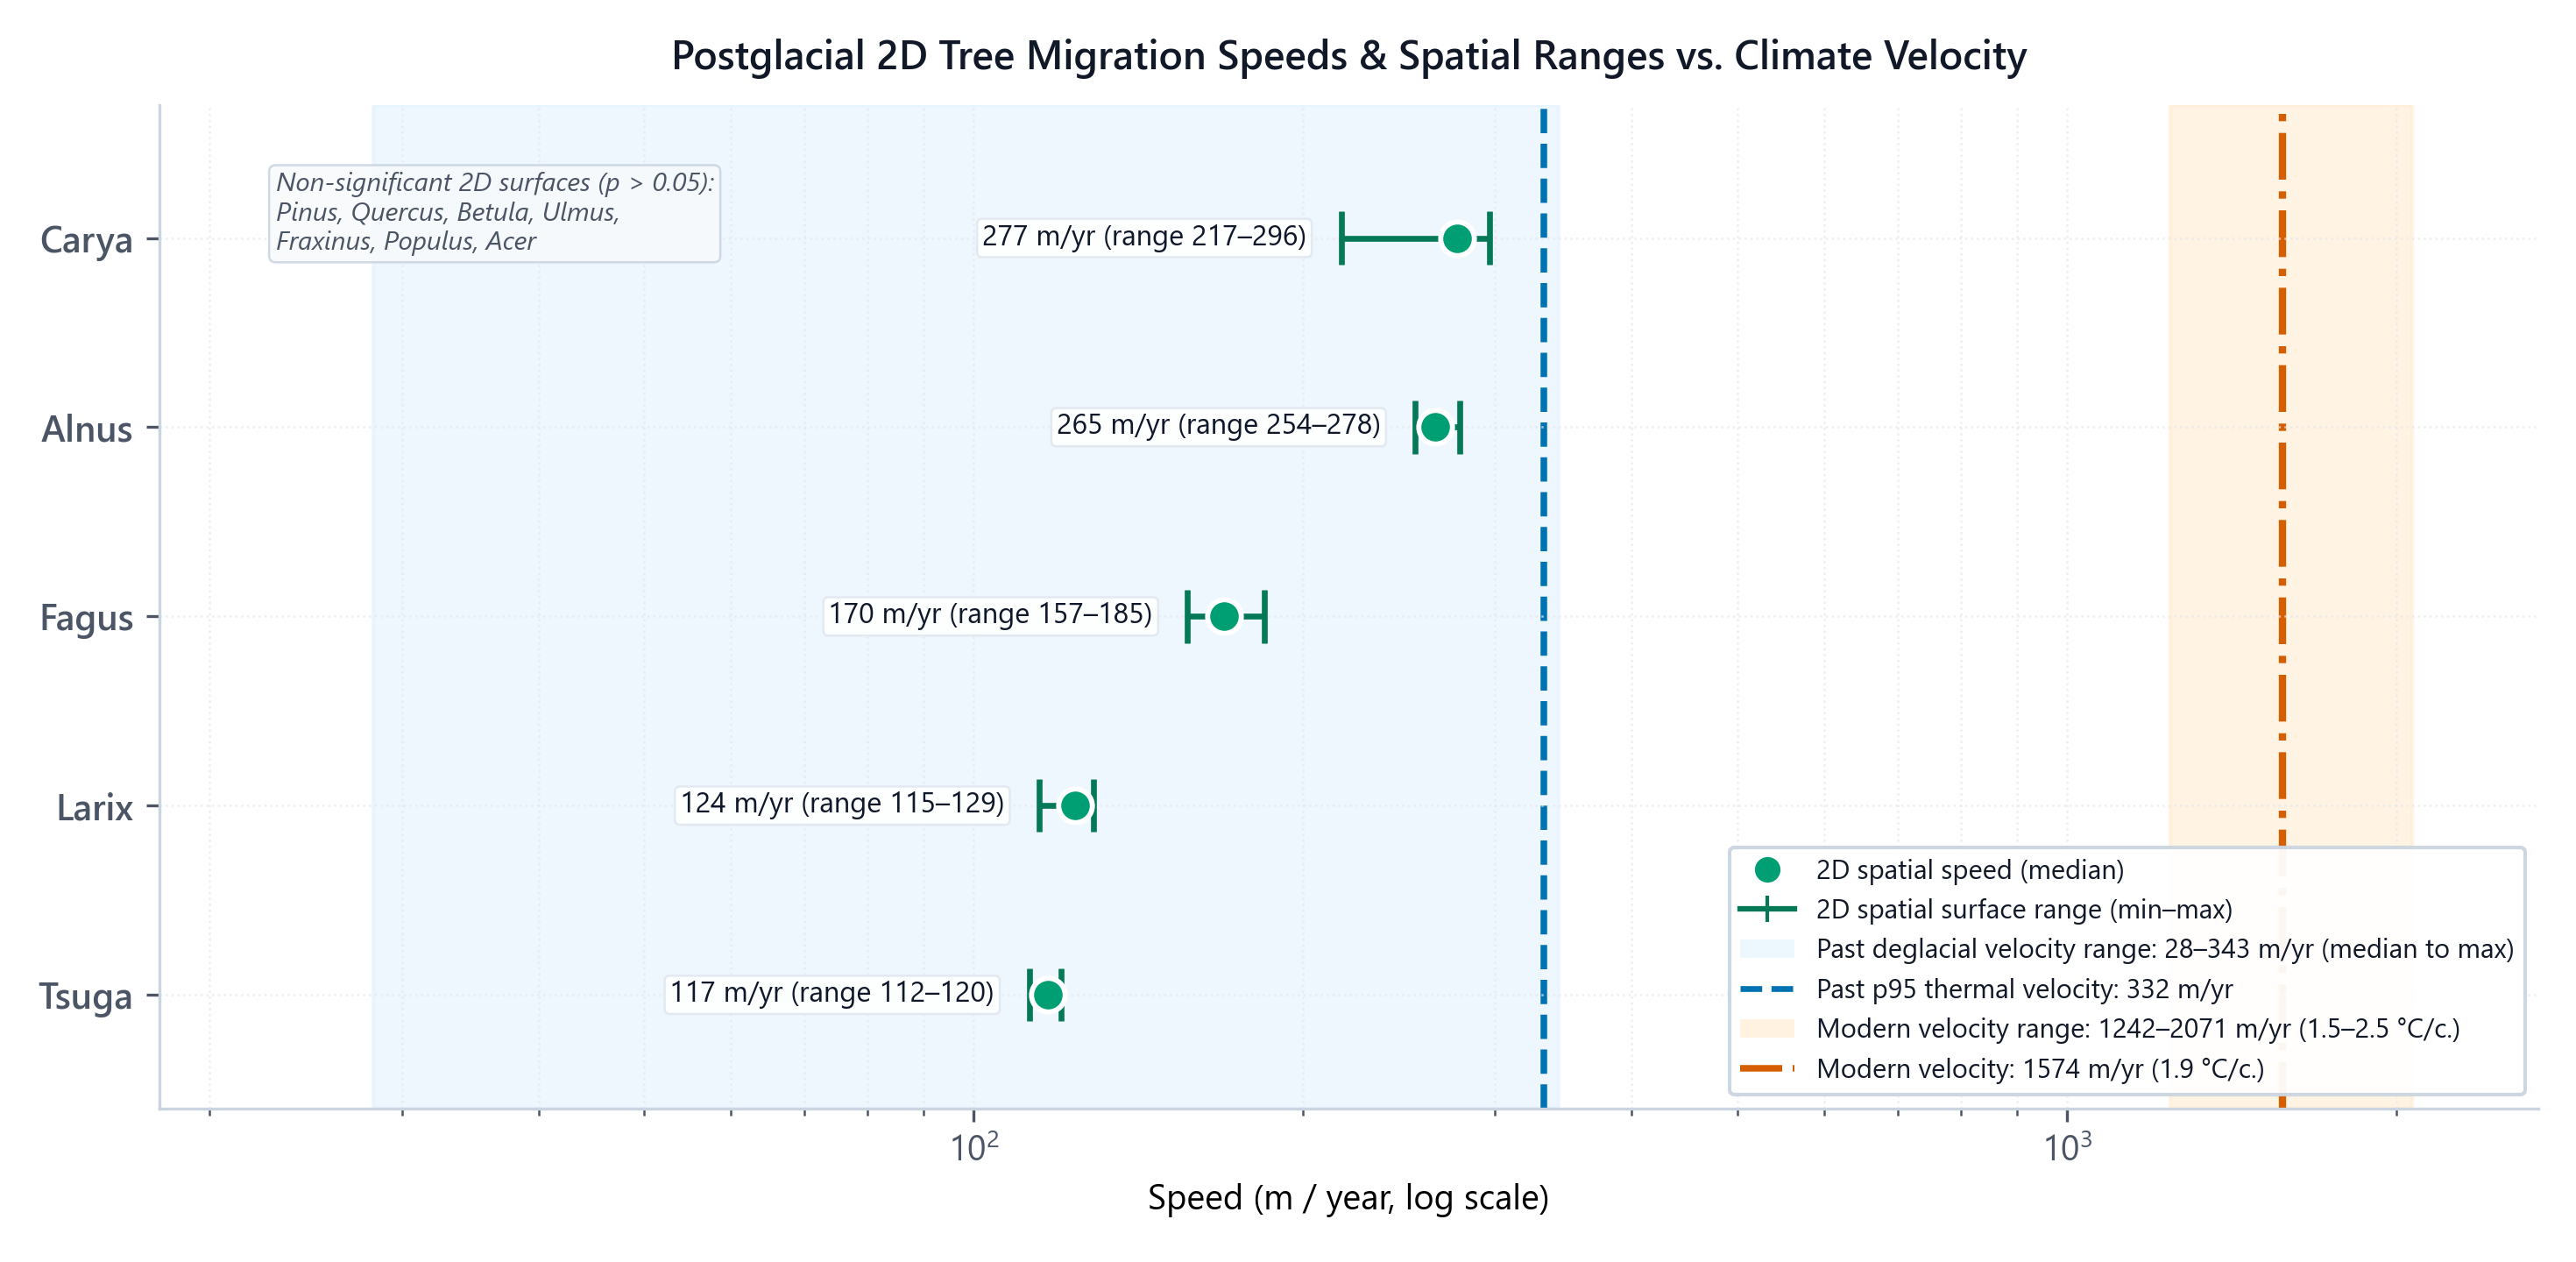 Postglacial 2D Tree Migration Speeds & Spatial Ranges vs. Climate Velocity
Non-significant 2D surfaces (p > 0.05):
Pinus, Quercus, Betula, Ulmus,
Fraxinus, Populus, Acer
Carya
277 m/yr (range 217–296)
Alnus
265 m/yr (range 254–278)
Fagus
170 m/yr (range 157–185)
Larix
124 m/yr (range 115–129)
Tsuga
117 m/yr (range 112–120)
2D spatial speed (median)
2D spatial surface range (min–max)
Past deglacial velocity range: 28–343 m/yr (median to max)
Past p95 thermal velocity: 332 m/yr
Modern velocity range: 1242–2071 m/yr (1.5–2.5 °C/c.)
Modern velocity: 1574 m/yr (1.9 °C/c.)
10² 10³
Speed (m / year, log scale)